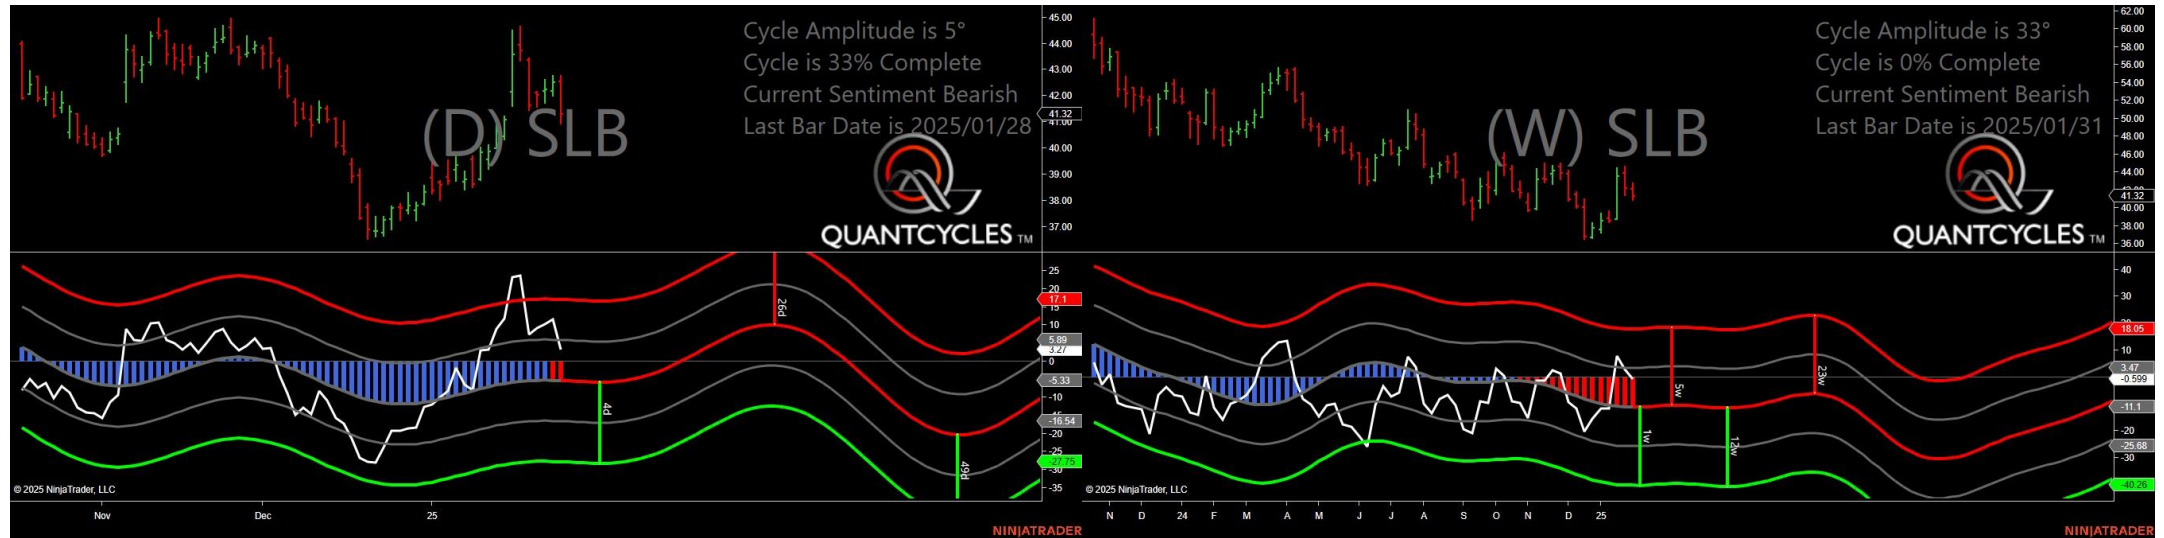 Cycle Amplitude is 5°
Cycle is 33% Complete
Current Sentiment Bearish
Last Bar Date is 2025/01/28
(D) SLB
QUANTCYCLES TM
45.00
44.00
43.00
42.00
41.32
41.00
40.00
39.00
38.00
37.00
26d
4d
49d
25
20
17.1
15
10
5.89
3.27
0
-5.33
-10
-16.54
-20
-27.75
-30
-35
© 2025 NinjaTrader, LLC
Nov
Dec
25
NINJATRADER
Cycle Amplitude is 33°
Cycle is 0% Complete
Current Sentiment Bearish
Last Bar Date is 2025/01/31
(W) SLB
QUANTCYCLES TM
62.00
60.00
58.00
56.00
54.00
52.00
50.00
48.00
46.00
44.00
41.32
40.00
38.00
36.00
5w
23w
1w
12w
40
30
18.05
10
3.47
-0.599
-11.1
-20
-25.68
-30
-40.26
© 2025 NinjaTrader, LLC
N D 24 F M A M J J A S O N D 25
NINJATRADER